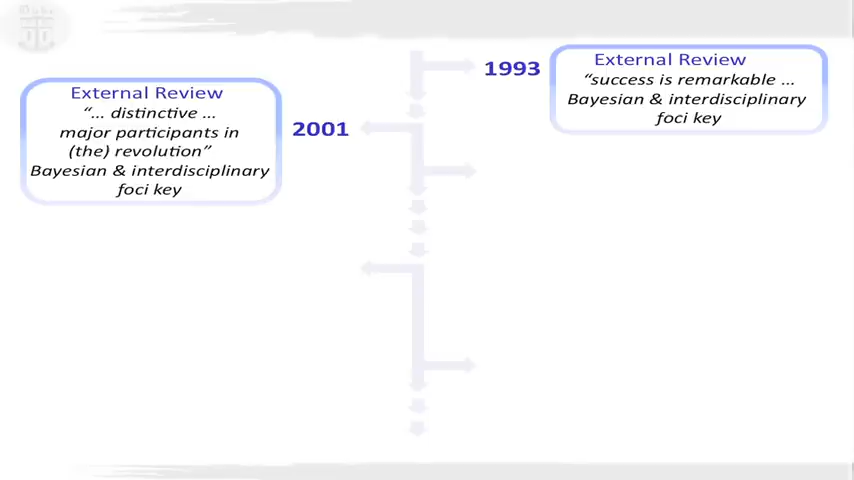 1993
External Review
“success is remarkable ...
Bayesian & interdisciplinary
foci key
2001
External Review
“... distinctive ...
major participants in
(the) revolution”
Bayesian & interdisciplinary
foci key